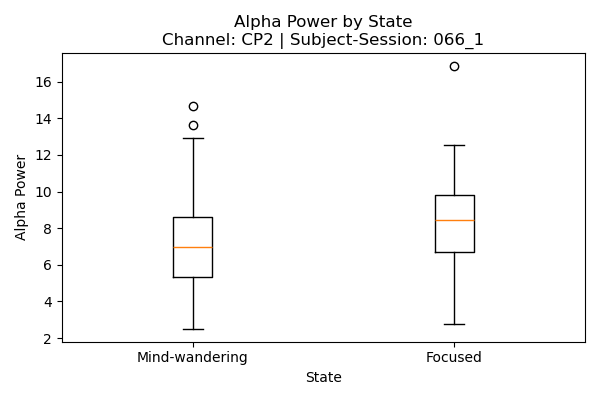 Alpha Power by State
Channel: CP2 | Subject-Session: 066_1
16
14
12
10
8
6
4
2
Alpha Power
Mind-wandering
Focused
State